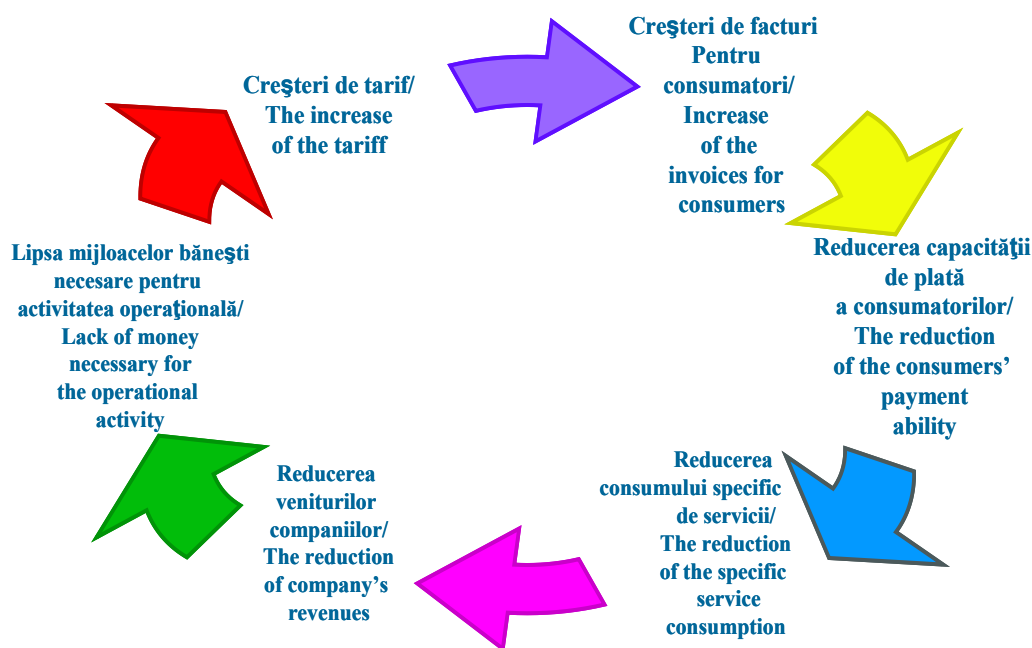 Creşteri de tarif/
The increase
of the tariff
Creşteri de facturi
Pentru
consumatori/
Increase
of the
invoices for
consumers
Reducerea capacităţii
de plată
a consumatorilor/
The reduction
of the consumers’
payment
ability
Reducerea
consumului specific
de servicii/
The reduction
of the specific
service
consumption
Reducerea
veniturilor
companiilor/
The reduction
of company’s
revenues
Lipsa mijloacelor băneşti
necesare pentru
activitatea operaţională/
Lack of money
necessary for
the operational
activity